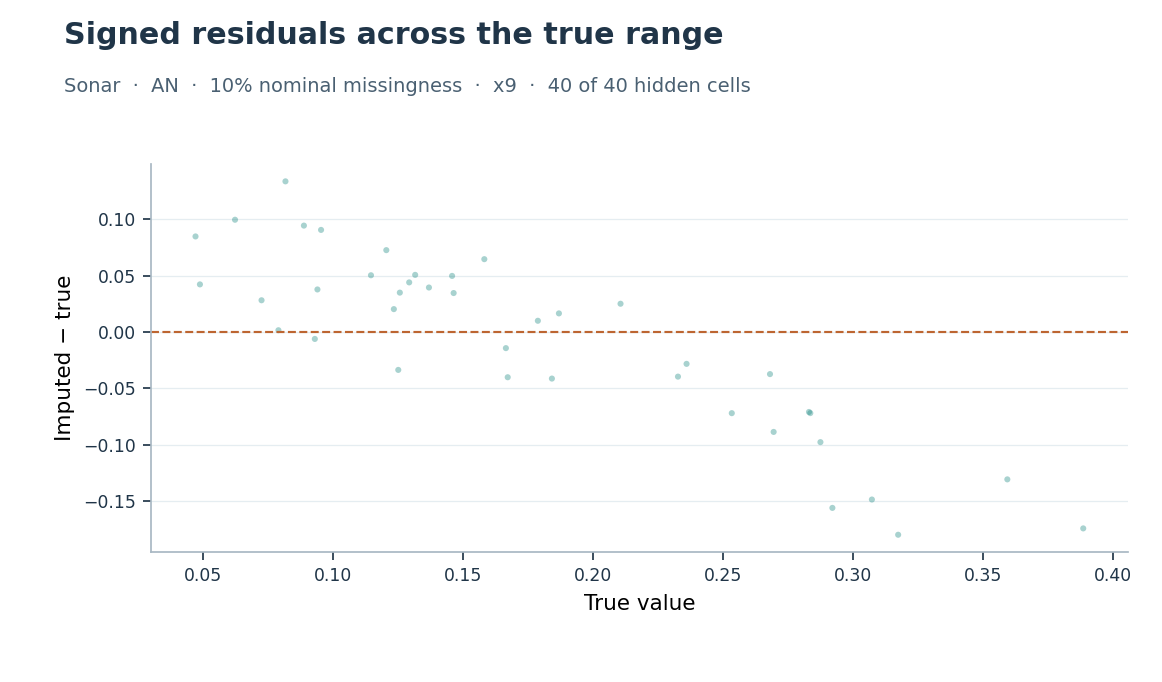 Signed residuals across the true range
Sonar · AN · 10% nominal missingness · x9 · 40 of 40 hidden cells
Imputed − true
0.10
0.05
0.00
−0.05
−0.10
−0.15
0.05 0.10 0.15 0.20 0.25 0.30 0.35 0.40
True value